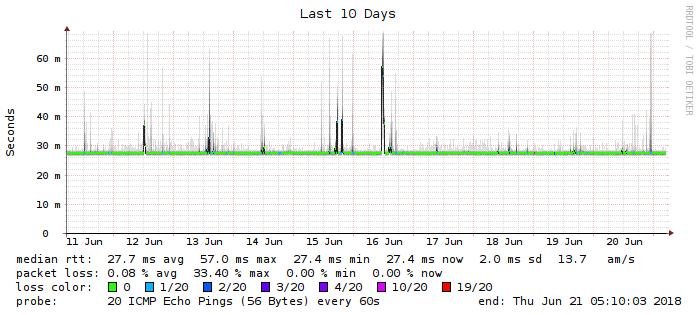 Last 10 Days
RRDTOOL / TOBI OETIKER
Seconds
60 m
50 m
40 m
30 m
20 m
10 m
0
11 Jun 12 Jun 13 Jun 14 Jun 15 Jun 16 Jun 17 Jun 18 Jun 19 Jun 20 Jun
median rtt: 27.7 ms avg 57.0 ms max 27.4 ms min 27.4 ms now 2.0 ms sd 13.7 am/s
packet loss: 0.08 % avg 33.40 % max 0.00 % min 0.00 % now
loss color: 0 1/20 2/20 3/20 4/20 10/20 19/20
probe: 20 ICMP Echo Pings (56 Bytes) every 60s end: Thu Jun 21 05:10:03 2018